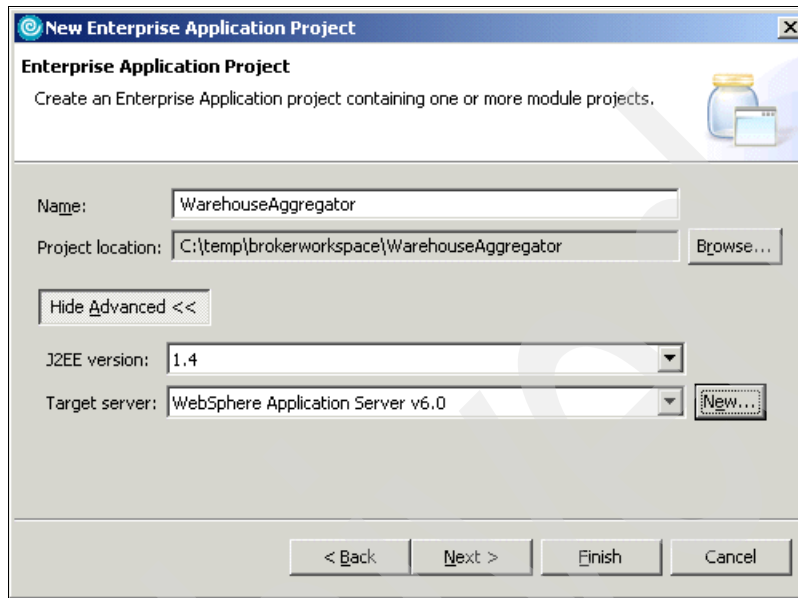 New Enterprise Application Project
Enterprise Application Project
Create an Enterprise Application project containing one or more module projects.
Name: WarehouseAggregator
Project location: C:\temp\brokerworkspace\WarehouseAggregator Browse...
Hide Advanced <<
J2EE version: 1.4
Target server: WebSphere Application Server v6.0 New...
< Back Next > Finish Cancel